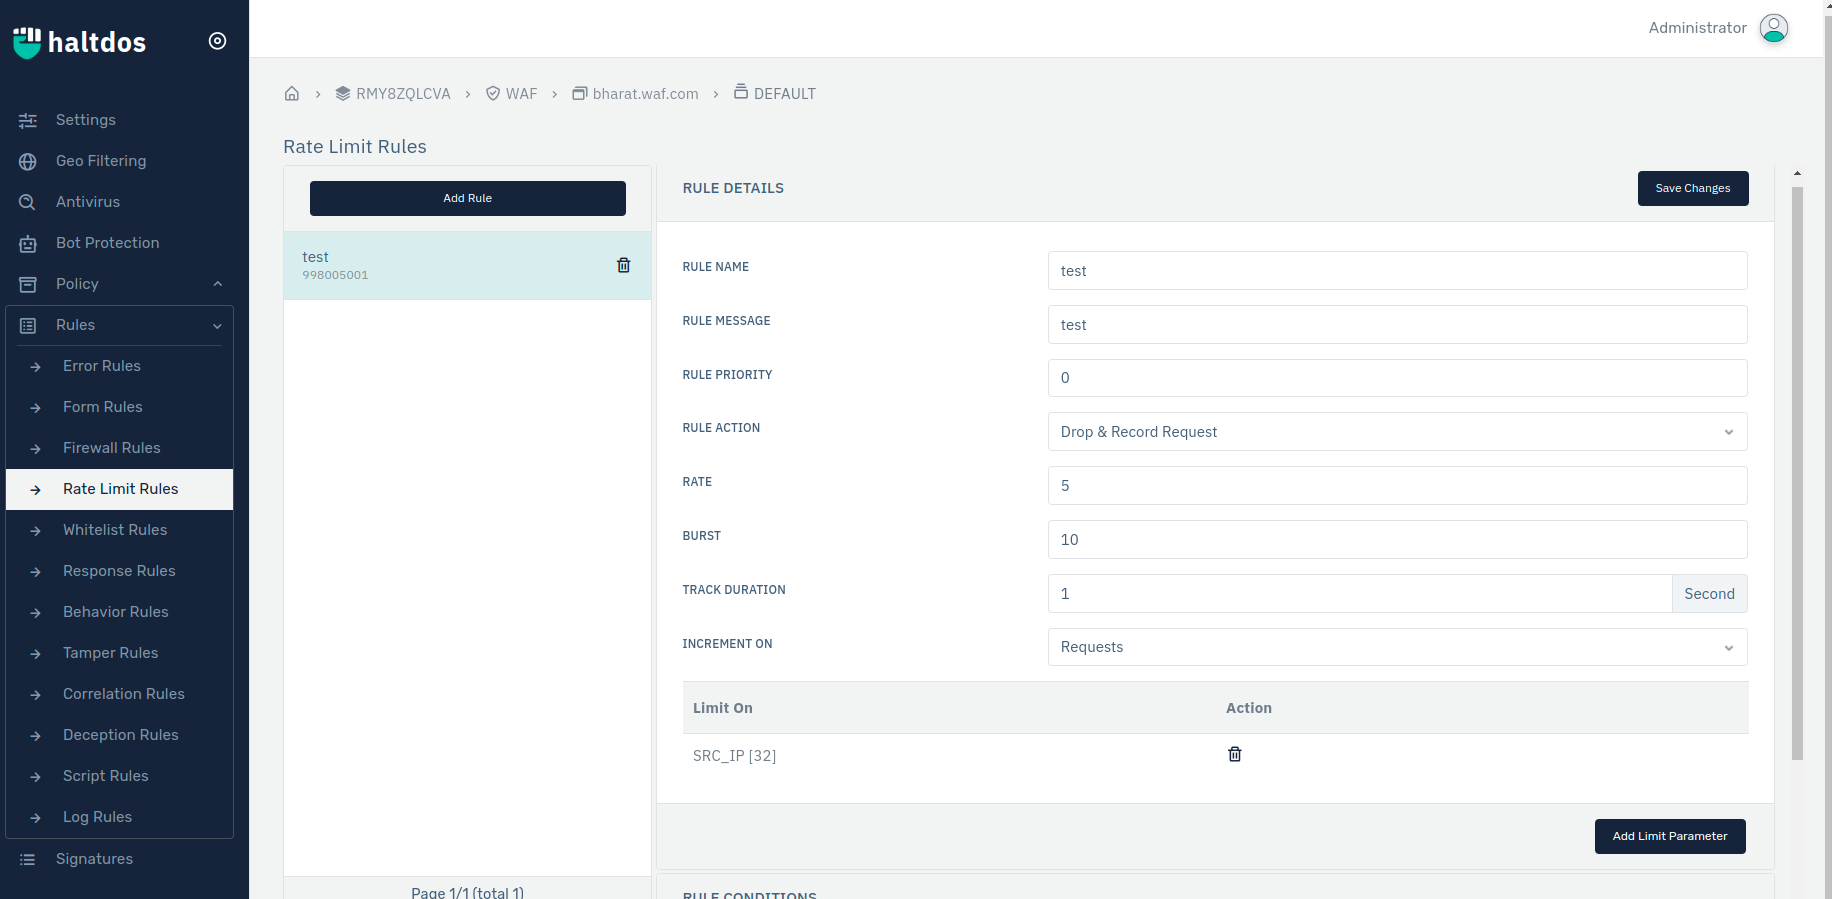 haltdos
Administrator
Settings
Geo Filtering
Antivirus
Bot Protection
Policy
Rules
Error Rules
Form Rules
Firewall Rules
Rate Limit Rules
Whitelist Rules
Response Rules
Behavior Rules
Tamper Rules
Correlation Rules
Deception Rules
Script Rules
Log Rules
Signatures
RMY8ZQLCVA > WAF > bharat.waf.com > DEFAULT
Rate Limit Rules
Add Rule
test
998005001
Page 1/1 (total 1)
RULE DETAILS
Save Changes
RULE NAME test
RULE MESSAGE test
RULE PRIORITY 0
RULE ACTION Drop & Record Request
RATE 5
BURST 10
TRACK DURATION 1 Second
INCREMENT ON Requests
Limit On Action
SRC_IP [32]
Add Limit Parameter
RULE CONDITIONS